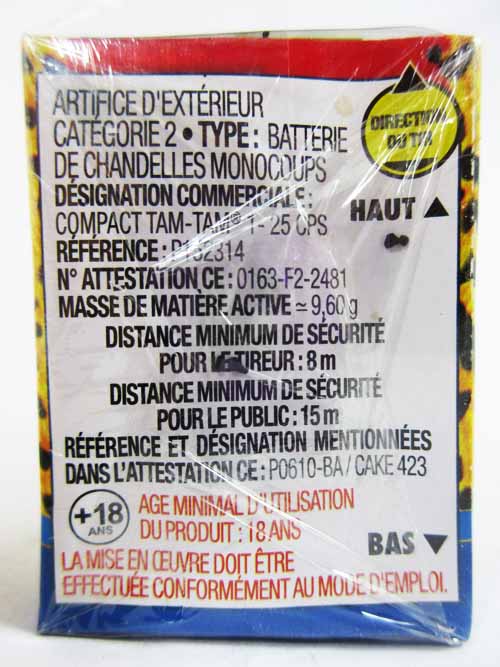 ARTIFICE D'EXTÉRIEUR
CATÉGORIE 2 • TYPE : BATTERIE
DE CHANDELLES MONOCOUPS
DÉSIGNATION COMMERCIALE :
COMPACT TAM-TAM® 1 - 25 CPS
RÉFÉRENCE :
N° ATTESTATION CE : 0163-F2-2481
MASSE DE MATIÈRE ACTIVE ≃ 9,60 g
DISTANCE MINIMUM DE SÉCURITÉ
POUR LE TIREUR : 8 m
DISTANCE MINIMUM DE SÉCURITÉ
POUR LE PUBLIC : 15 m
RÉFÉRENCE ET DÉSIGNATION MENTIONNÉES
DANS L'ATTESTATION CE : P0610-BA / CAKE 423
+18
ANS
AGE MINIMAL D'UTILISATION
DU PRODUIT : 18 ANS
LA MISE EN ŒUVRE DOIT ÊTRE
EFFECTUÉE CONFORMÉMENT AU MODE D'EMPLOI.
DIRECTION
DU TIR
HAUT ▲
BAS ▼